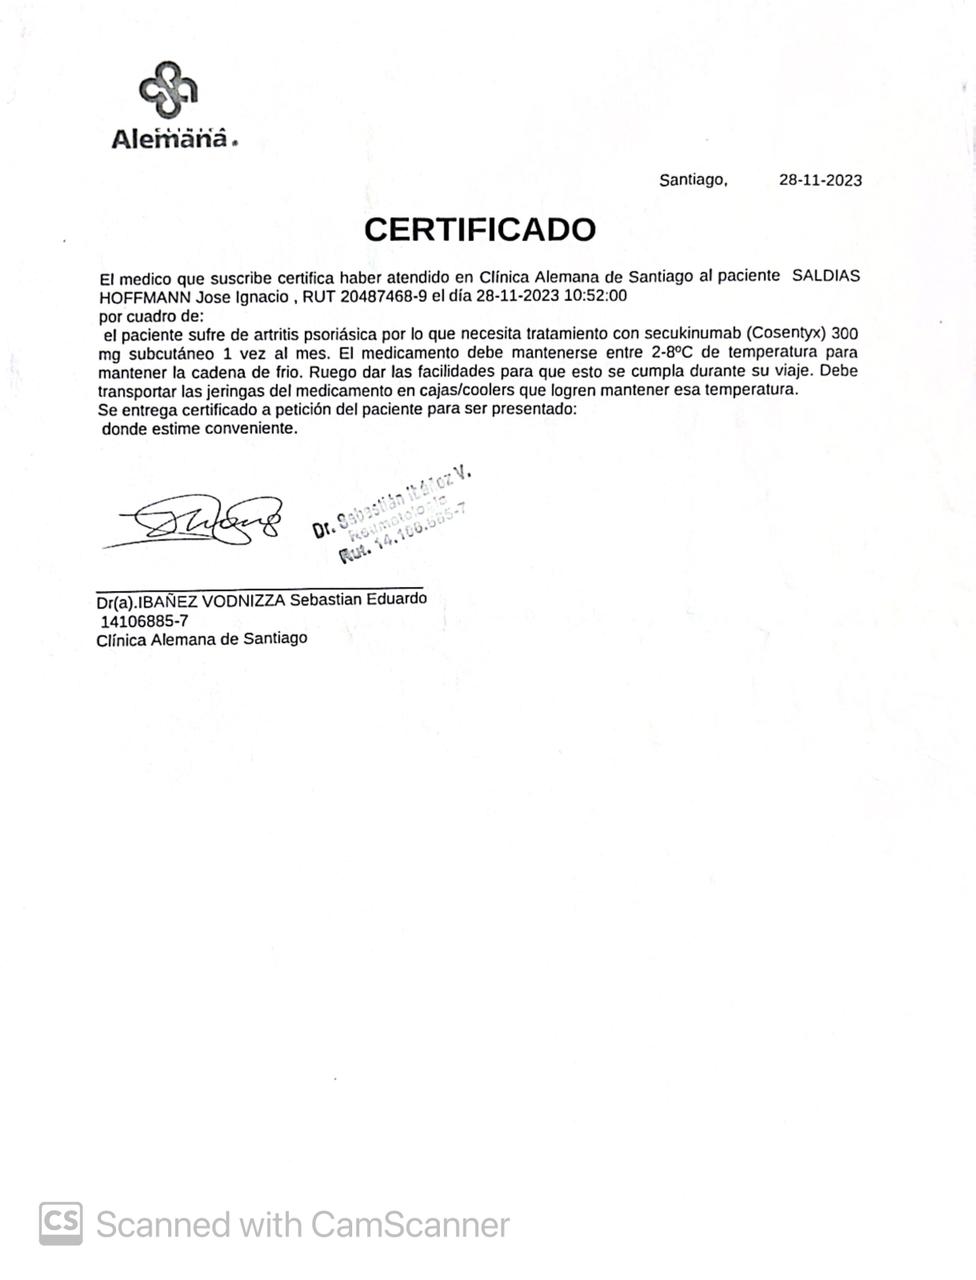 CLÍNICA
Alemana.
Santiago, 28-11-2023
CERTIFICADO
El medico que suscribe certifica haber atendido en Clínica Alemana de Santiago al paciente SALDIAS
HOFFMANN Jose Ignacio , RUT 20487468-9 el día 28-11-2023 10:52:00
por cuadro de:
el paciente sufre de artritis psoriásica por lo que necesita tratamiento con secukinumab (Cosentyx) 300
mg subcutáneo 1 vez al mes. El medicamento debe mantenerse entre 2-8ºC de temperatura para
mantener la cadena de frio. Ruego dar las facilidades para que esto se cumpla durante su viaje. Debe
transportar las jeringas del medicamento en cajas/coolers que logren mantener esa temperatura.
Se entrega certificado a petición del paciente para ser presentado:
donde estime conveniente.
Dr. Sebastián V.
Rut.
Dr(a).IBAÑEZ VODNIZZA Sebastian Eduardo
14106885-7
Clínica Alemana de Santiago
CS Scanned with CamScanner